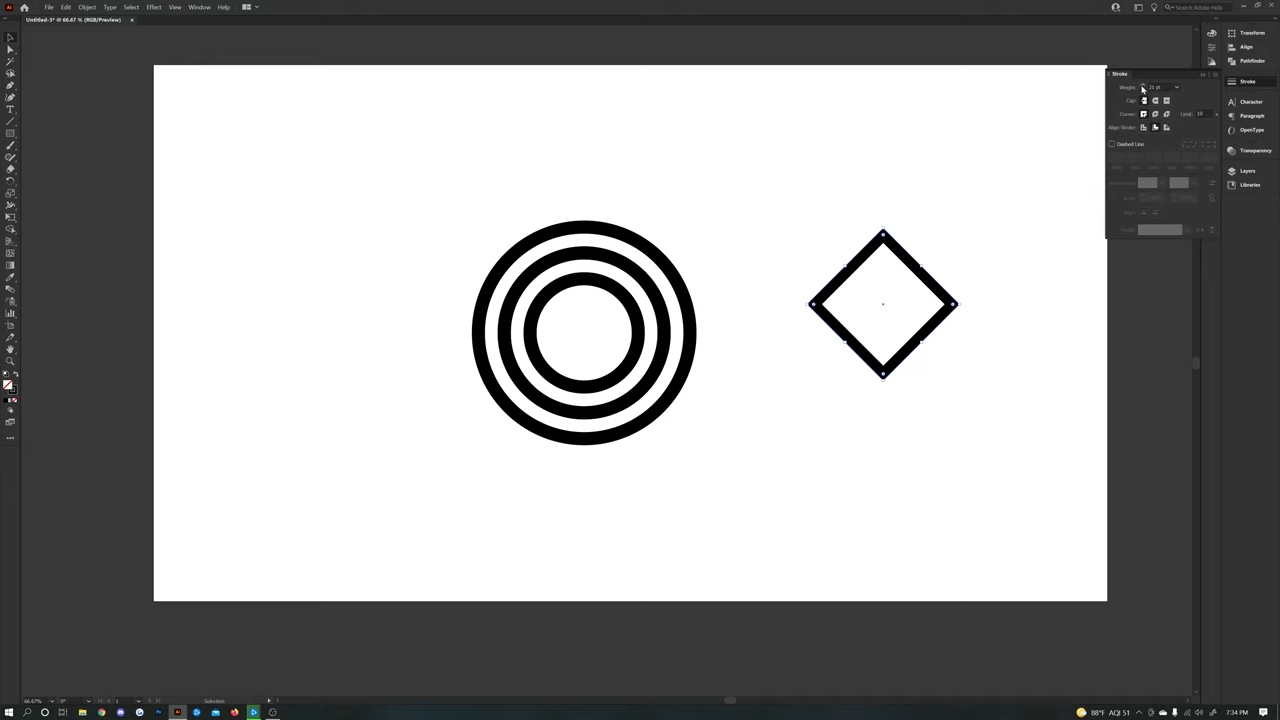 File Edit Object Type Select Effect View Window Help
Search Adobe Help
Untitled-3* @ 66.67 % (RGB/Preview)
Transform
Align
Pathfinder
Stroke
Stroke
Weight: 21 pt
Cap:
Corner: Limit: 10
Align Stroke:
Dashed Line
Character
Paragraph
OpenType
Transparency
Layers
Libraries
66.67% 0° 1 Selection
88°F AQI 51 7:34 PM